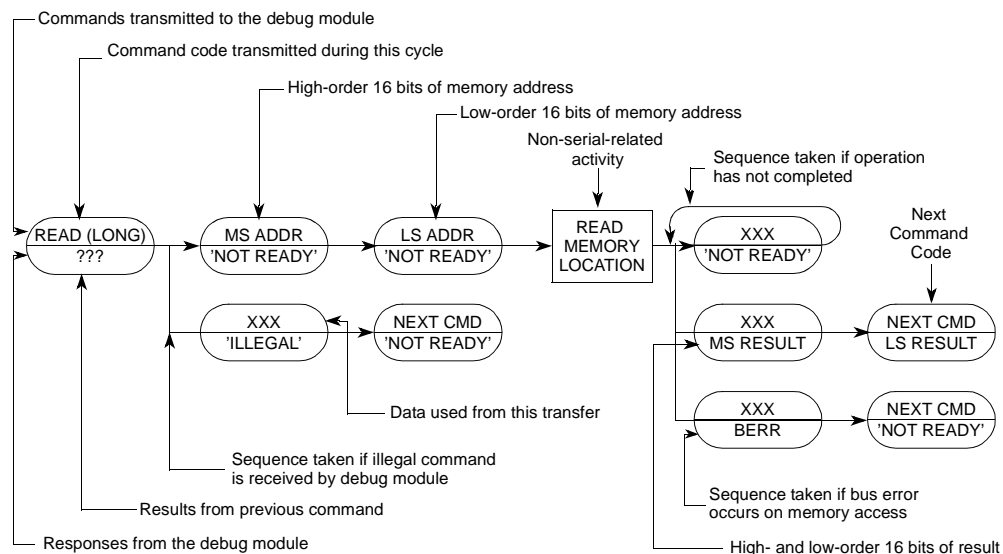 Commands transmitted to the debug module
Command code transmitted during this cycle
High-order 16 bits of memory address
Low-order 16 bits of memory address
Non-serial-related
activity
Sequence taken if operation
has not completed
Next
Command
Code
READ (LONG)
???
MS ADDR
'NOT READY'
LS ADDR
'NOT READY'
READ
MEMORY
LOCATION
XXX
'NOT READY'
XXX
'ILLEGAL'
NEXT CMD
'NOT READY'
XXX
MS RESULT
NEXT CMD
LS RESULT
XXX
BERR
NEXT CMD
'NOT READY'
Data used from this transfer
Sequence taken if illegal command
is received by debug module
Results from previous command
Responses from the debug module
Sequence taken if bus error
occurs on memory access
High- and low-order 16 bits of result